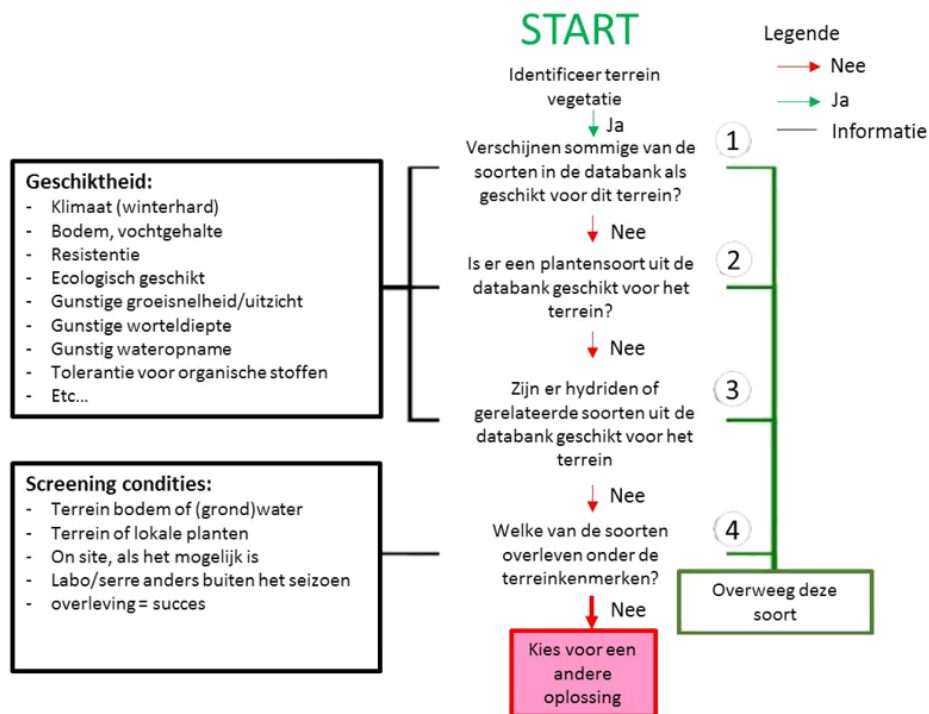 START
Legende
Nee
Ja
Informatie
Identificeer terrein
vegetatie
Ja
Verschijnen sommige van de
soorten in de databank als
geschikt voor dit terrein?
1
Nee
Is er een plantensoort uit de
databank geschikt voor het
terrein?
2
Nee
Zijn er hydriden of
gerelateerde soorten uit de
databank geschikt voor het
terrein
3
Nee
Welke van de soorten
overleven onder de
terreinkenmerken?
4
Nee
Kies voor een
andere
oplossing
Overweeg deze
soort
Geschiktheid:
- Klimaat (winterhard)
- Bodem, vochtgehalte
- Resistentie
- Ecologisch geschikt
- Gunstige groeisnelheid/uitzicht
- Gunstige worteldiepte
- Gunstig wateropname
- Tolerantie voor organische stoffen
- Etc...
Screening condities:
- Terrein bodem of (grond)water
- Terrein of lokale planten
- On site, als het mogelijk is
- Labo/serre anders buiten het seizoen
- overleving = succes